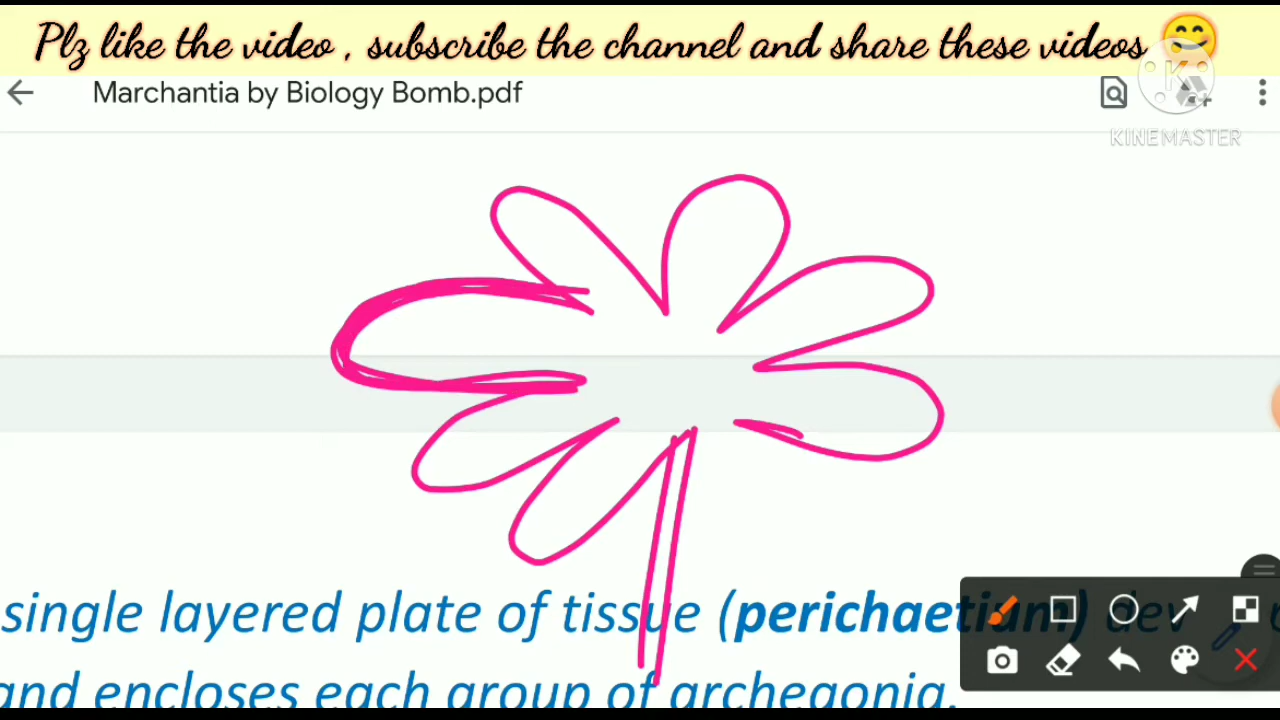 Plz like the video , subscribe the channel and share these videos
Marchantia by Biology Bomb.pdf
KINEMASTER
single layered plate of tissue (perichaetium) dev
and encloses each group of archegonia.